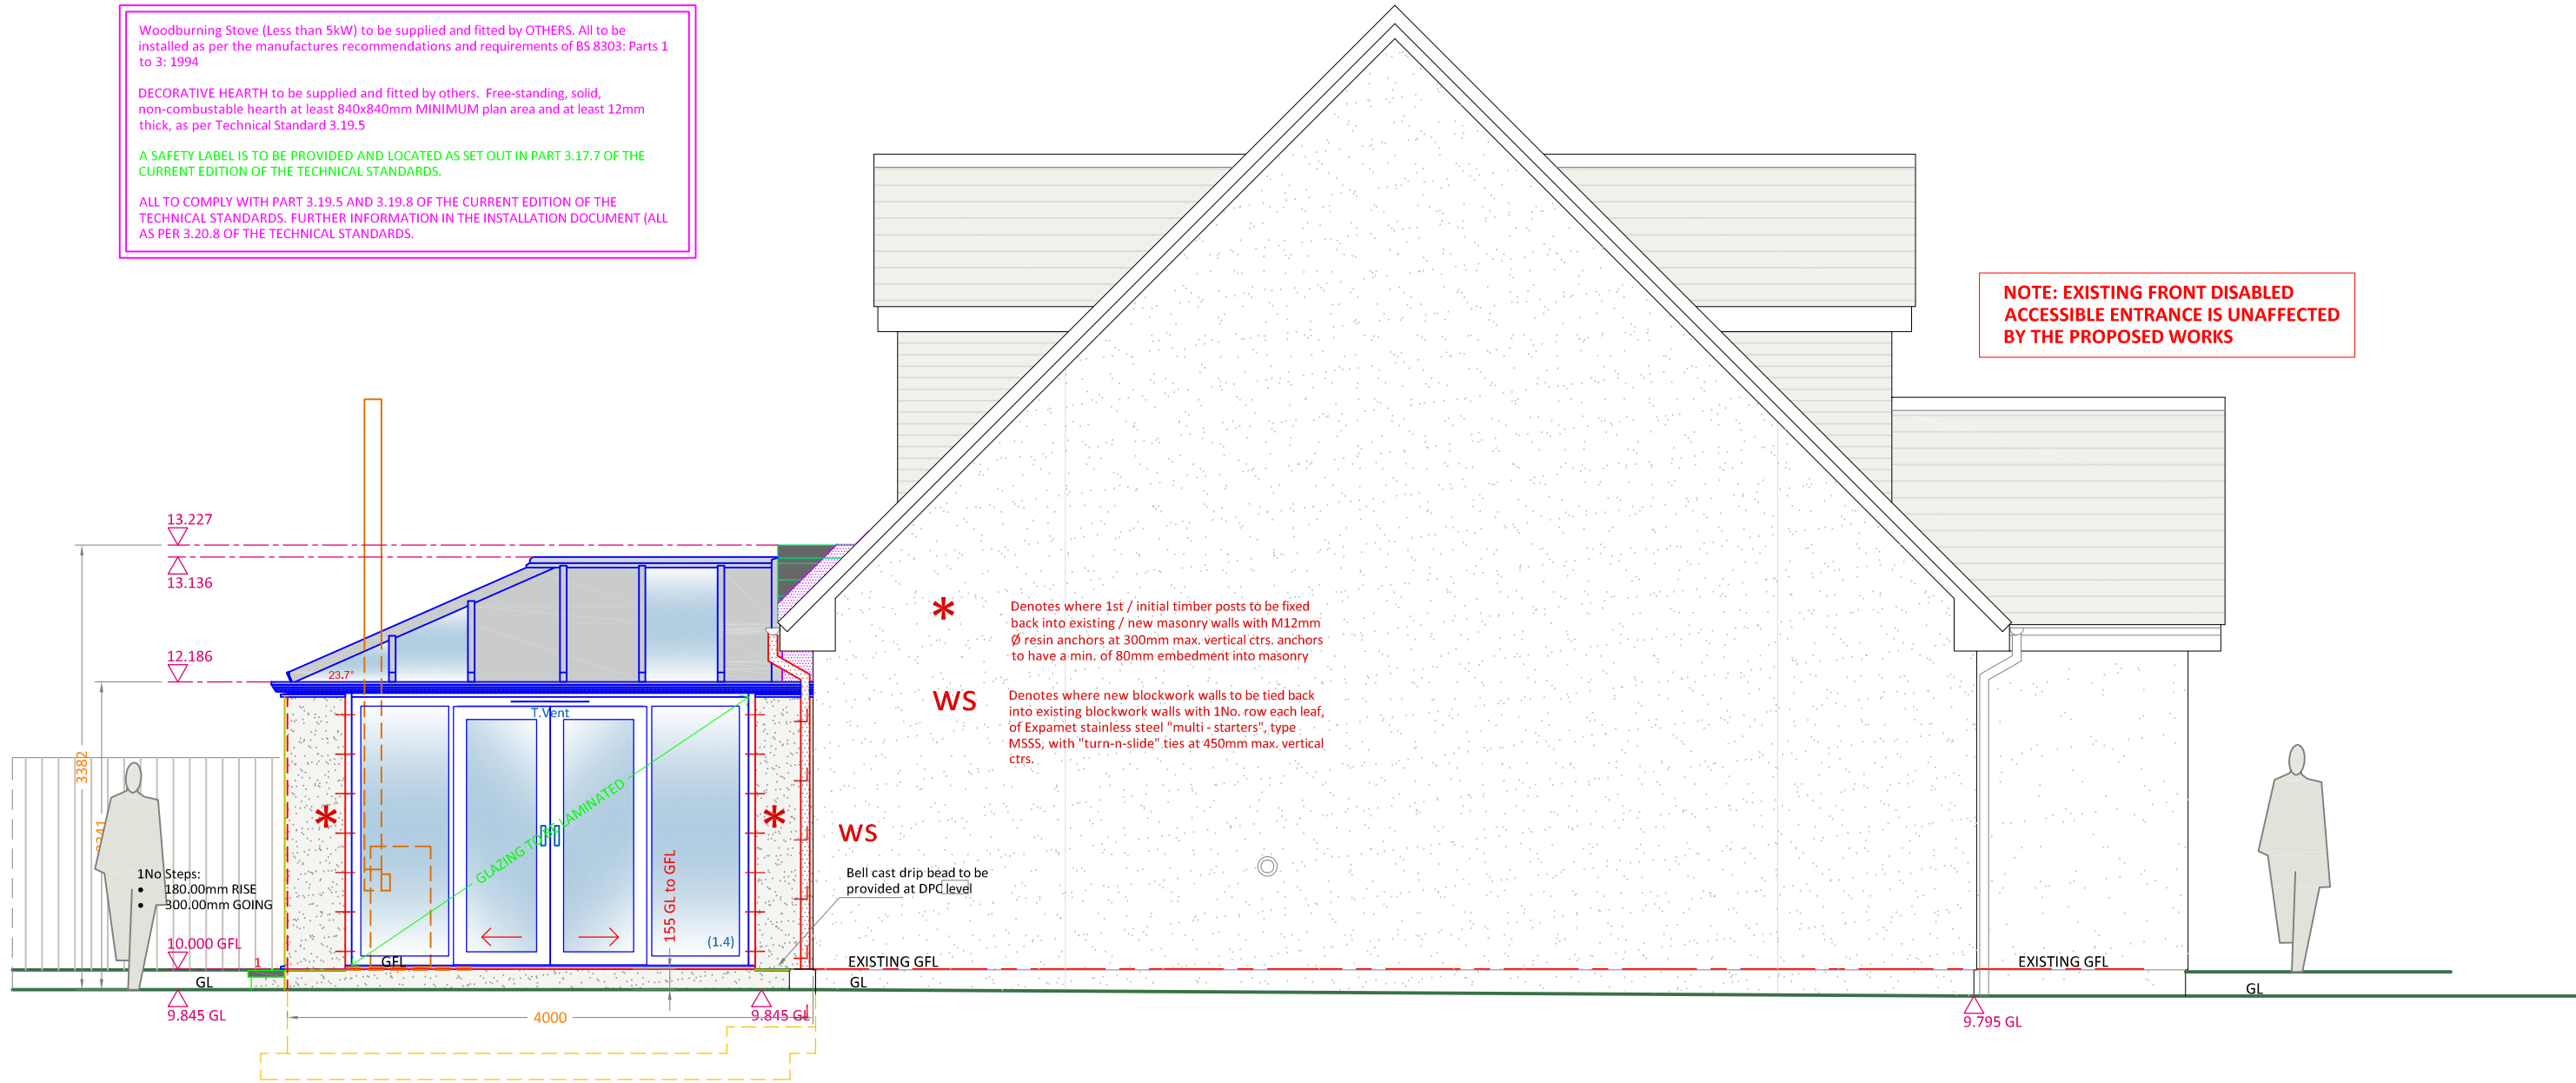 Woodburning Stove (Less than 5kW) to be supplied and fitted by OTHERS. All to be
installed as per the manufactures recommendations and requirements of BS 8303: Parts 1
to 3: 1994
DECORATIVE HEARTH to be supplied and fitted by others. Free-standing, solid,
non-combustable hearth at least 840x840mm MINIMUM plan area and at least 12mm
thick, as per Technical Standard 3.19.5
A SAFETY LABEL IS TO BE PROVIDED AND LOCATED AS SET OUT IN PART 3.17.7 OF THE
CURRENT EDITION OF THE TECHNICAL STANDARDS.
ALL TO COMPLY WITH PART 3.19.5 AND 3.19.8 OF THE CURRENT EDITION OF THE
TECHNICAL STANDARDS. FURTHER INFORMATION IN THE INSTALLATION DOCUMENT (ALL
AS PER 3.20.8 OF THE TECHNICAL STANDARDS.
NOTE: EXISTING FRONT DISABLED
ACCESSIBLE ENTRANCE IS UNAFFECTED
BY THE PROPOSED WORKS
13.227
13.136
12.186
23.7°
3382
* Denotes where 1st / initial timber posts to be fixed
back into existing / new masonry walls with M12mm
Ø resin anchors at 300mm max. vertical ctrs. anchors
to have a min. of 80mm embedment into masonry
WS Denotes where new blockwork walls to be tied back
into existing blockwork walls with 1No. row each leaf,
of Expamet stainless steel "multi - starters", type
MSSS, with "turn-n-slide" ties at 450mm max. vertical
ctrs.
T.Vent
GLAZING TO BE LAMINATED
*
*
WS
1No Steps:
• 180.00mm RISE
• 300.00mm GOING
155 GL to GFL
Bell cast drip bead to be
provided at DPC level
(1.4)
10.000 GFL
1
GFL
EXISTING GFL
EXISTING GFL
GL
GL
GL
9.845 GL
4000
9.845 GL
9.795 GL